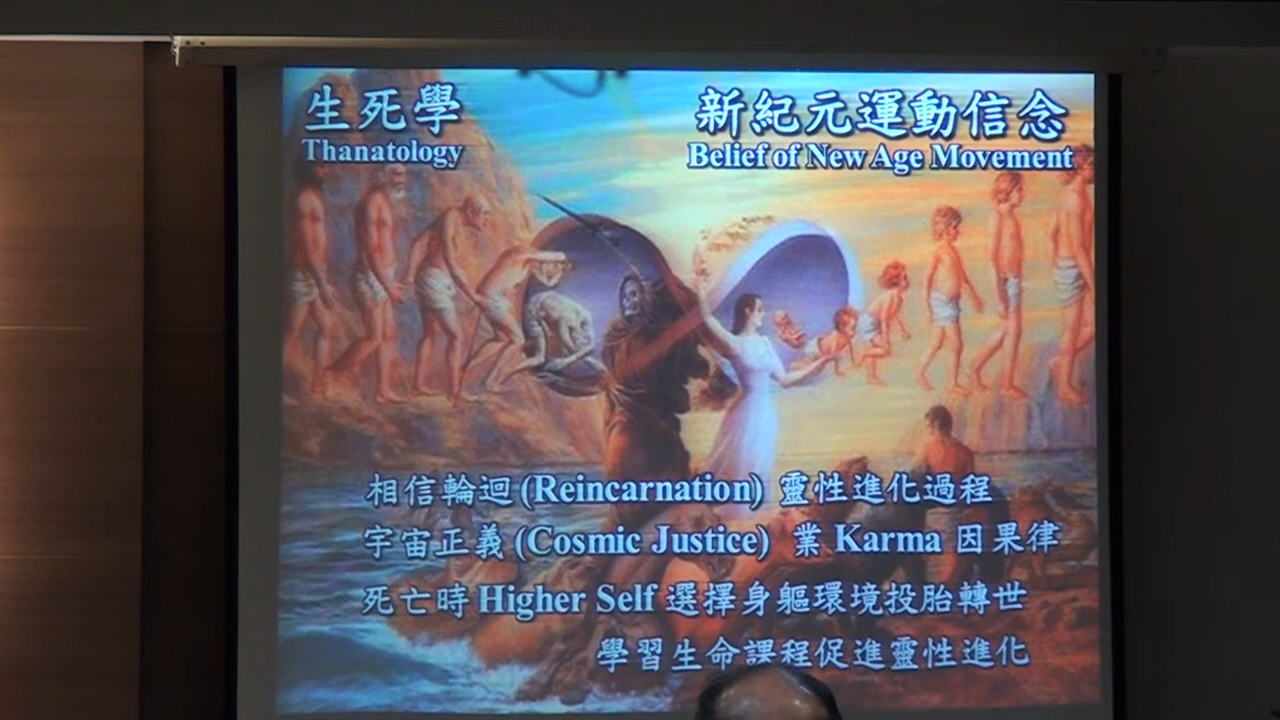 生死學
Thanatology
新紀元運動信念
Belief of New Age Movement
相信輪迴 (Reincarnation) 靈性進化過程
宇宙正義 (Cosmic Justice) 業 Karma 因果律
死亡時 Higher Self 選擇身軀環境投胎轉世
學習生命課程促進靈性進化